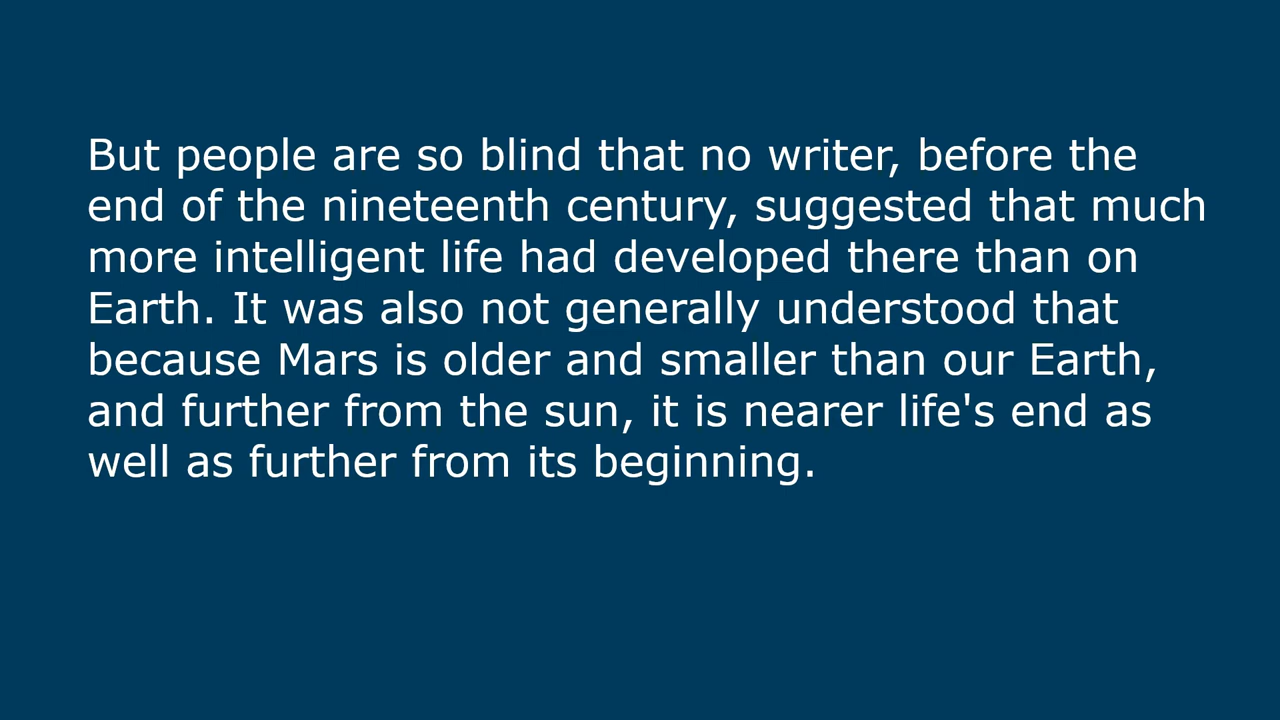 But people are so blind that no writer, before the
end of the nineteenth century, suggested that much
more intelligent life had developed there than on
Earth. It was also not generally understood that
because Mars is older and smaller than our Earth,
and further from the sun, it is nearer life's end as
well as further from its beginning.